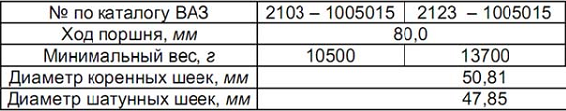 № по каталогу ВАЗ 2103 – 1005015 2123 – 1005015
Ход поршня, мм 80,0
Минимальный вес, г 10500 13700
Диаметр коренных шеек, мм 50,81
Диаметр шатунных шеек, мм 47,85